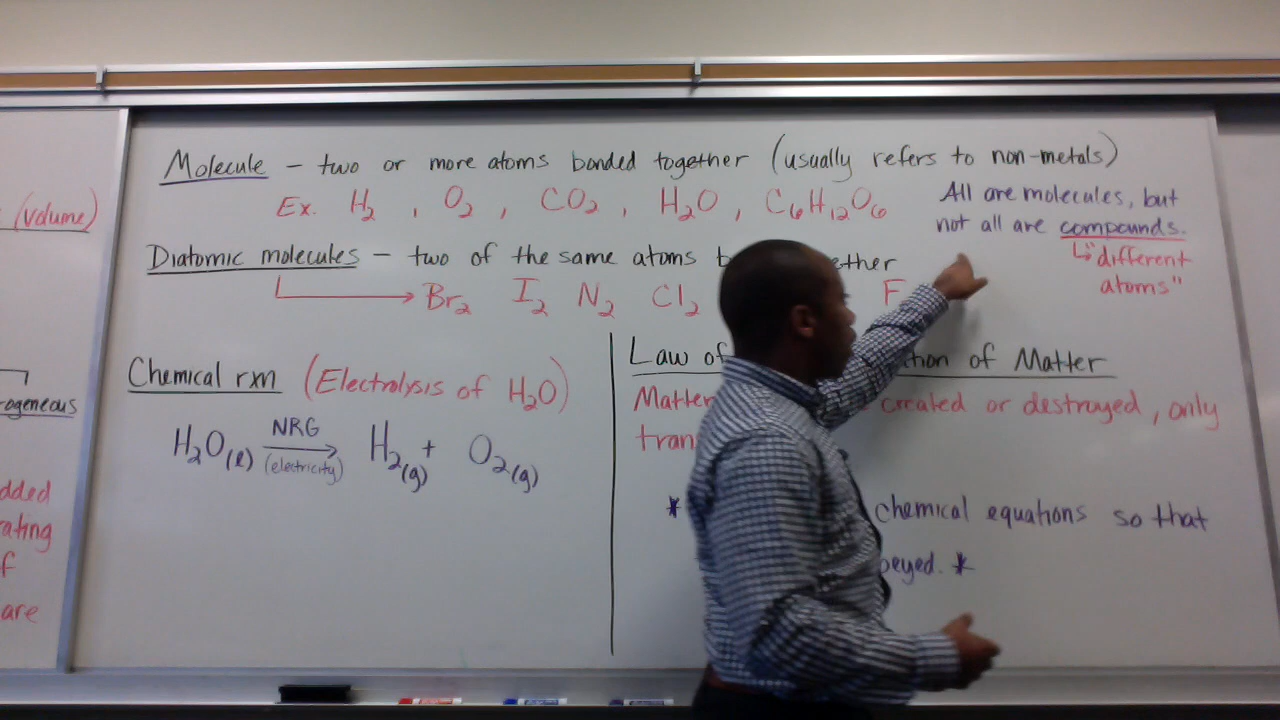 Molecule - two or more atoms bonded together (usually refers to non-metals)
Ex. H2 , O2 , CO2 , H2O , C6H12O6
All are molecules, but
not all are compounds.
↳"different
atoms"
Diatomic molecules - two of the same atoms b ether
→ Br2 I2 N2 Cl2 F
Chemical rxn (Electrolysis of H2O)
H2O(l) NRG (electricity) → H2(g) + O2(g)
Law of tion of Matter
Matter created or destroyed, only
tran
* chemical equations so that
beyed. *
(volume)
ogeneous
dded
rating
f
are